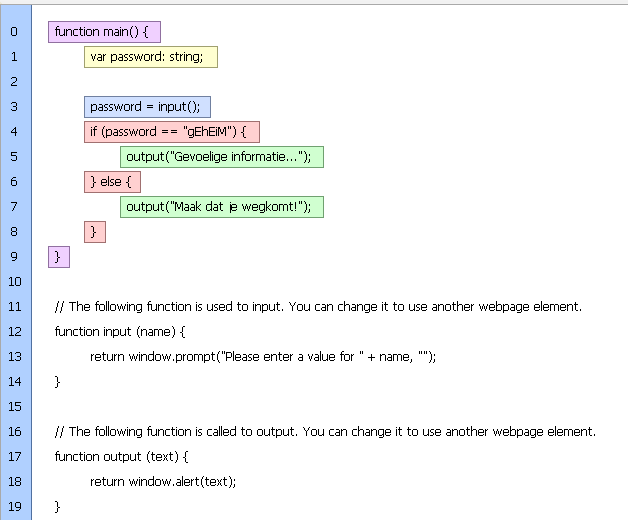 0 function main() {
1 var password: string;
2
3 password = input();
4 if (password == "gEhEiM") {
5 output("Gevoelige informatie...");
6 } else {
7 output("Maak dat je wegkomt!");
8 }
9 }
10
11 // The following function is used to input. You can change it to use another webpage element.
12 function input (name) {
13 return window.prompt("Please enter a value for " + name, "");
14 }
15
16 // The following function is called to output. You can change it to use another webpage element.
17 function output (text) {
18 return window.alert(text);
19 }